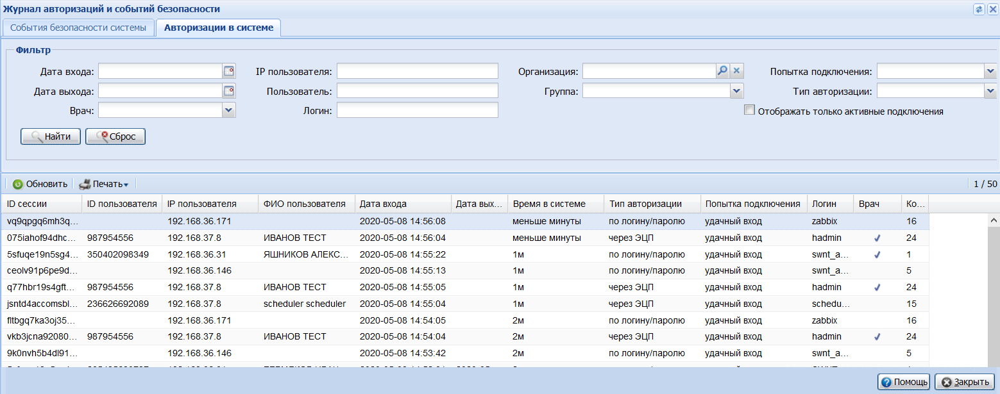 Журнал авторизаций и событий безопасности
События безопасности системы Авторизации в системе
Фильтр
Дата входа: IP пользователя: Организация: Попытка подключения:
Дата выхода: Пользователь: Группа: Тип авторизации:
Врач: Логин: Отображать только активные подключения
Найти Сброс
Обновить Печать 1 / 50
ID сессии ID пользователя IP пользователя ФИО пользователя Дата входа Дата вых... Время в системе Тип авторизации Попытка подключения Логин Врач Ко...
vq9qpgq6mh3q... 192.168.36.171 2020-05-08 14:56:08 меньше минуты по логину/паролю удачный вход zabbix 16
075iahof94dhc... 987954556 192.168.37.8 ИВАНОВ ТЕСТ 2020-05-08 14:56:04 меньше минуты через ЭЦП удачный вход hadmin 24
5sfuqe19n5sg4... 350402098349 192.168.36.31 ЯШНИКОВ АЛЕКС... 2020-05-08 14:55:22 1м по логину/паролю удачный вход swnt_a... 1
ceolv91p6pe9d... 192.168.36.146 2020-05-08 14:55:13 1м по логину/паролю удачный вход swnt_a... 5
q77hbr19s4gft... 987954556 192.168.37.8 ИВАНОВ ТЕСТ 2020-05-08 14:55:05 1м через ЭЦП удачный вход hadmin 24
jsntd4accomsbl... 236626692089 192.168.37.8 scheduler scheduler 2020-05-08 14:55:04 1м через ЭЦП удачный вход schedu... 15
fltbgq7ka3oj35... 192.168.36.171 2020-05-08 14:54:05 2м по логину/паролю удачный вход zabbix 16
vkb3jcna92080... 987954556 192.168.37.8 ИВАНОВ ТЕСТ 2020-05-08 14:54:04 2м через ЭЦП удачный вход hadmin 24
9k0nvh5b4dl91... 192.168.36.146 2020-05-08 14:53:42 2м по логину/паролю удачный вход swnt_a... 5
Помощь Закрыть